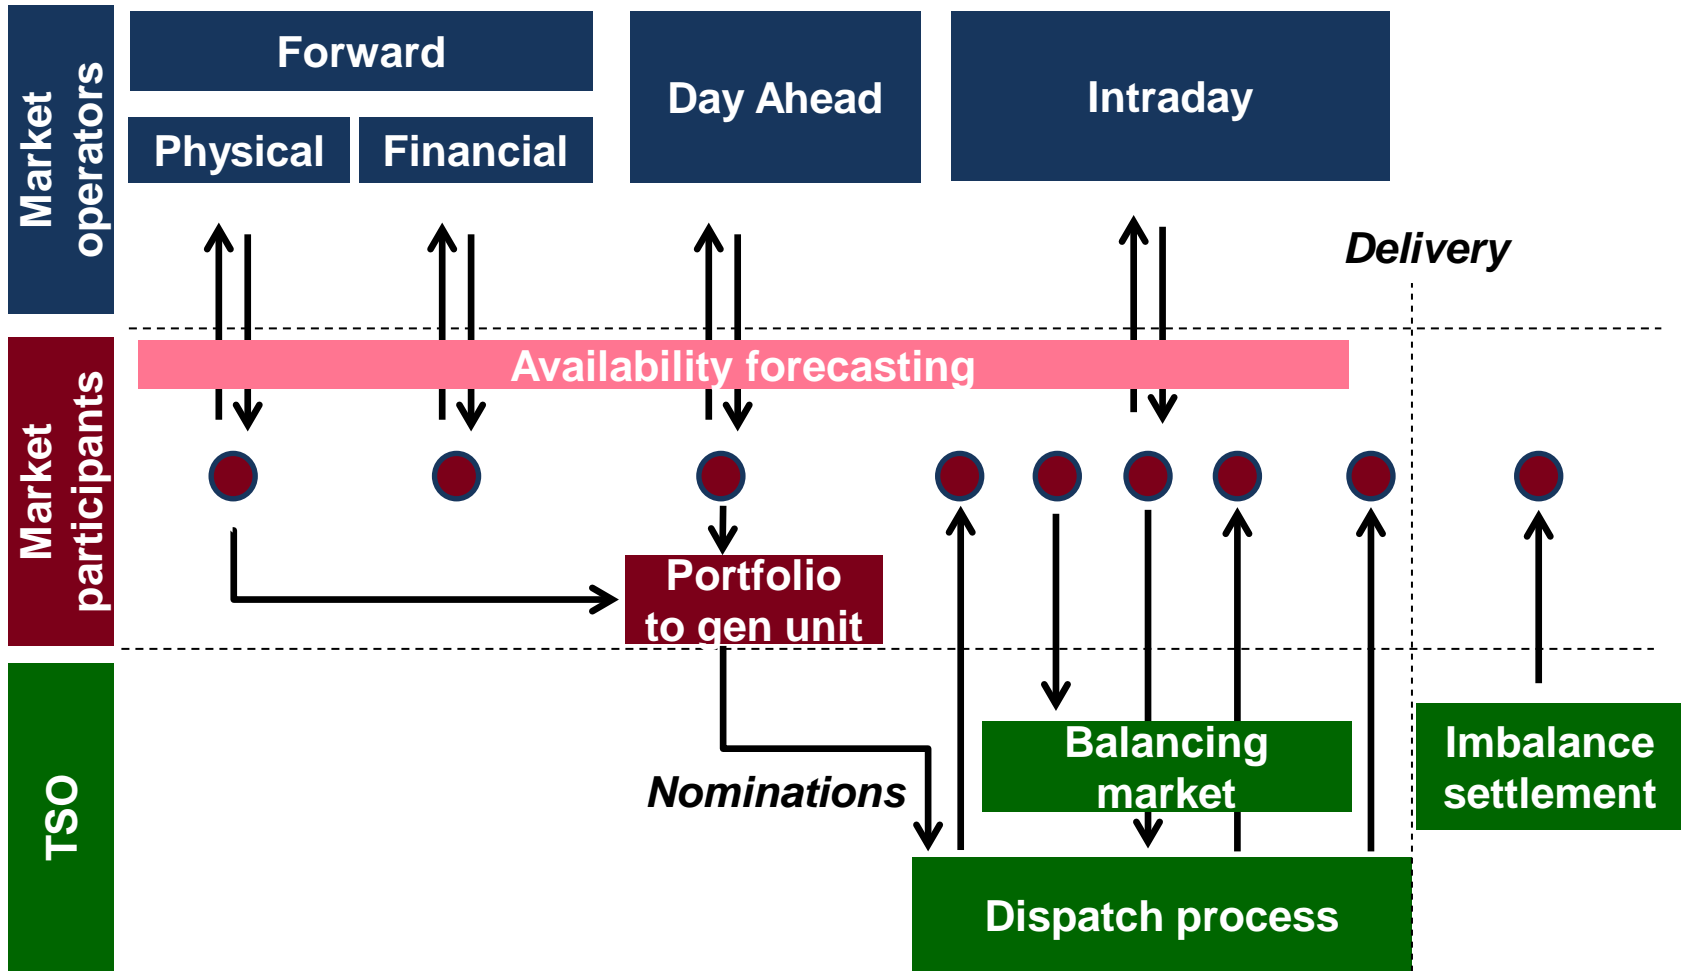 Market
operators
Forward
Physical
Financial
Day Ahead
Intraday
Delivery
Market
participants
Availability forecasting
Portfolio
to gen unit
TSO
Nominations
Balancing
market
Imbalance
settlement
Dispatch process